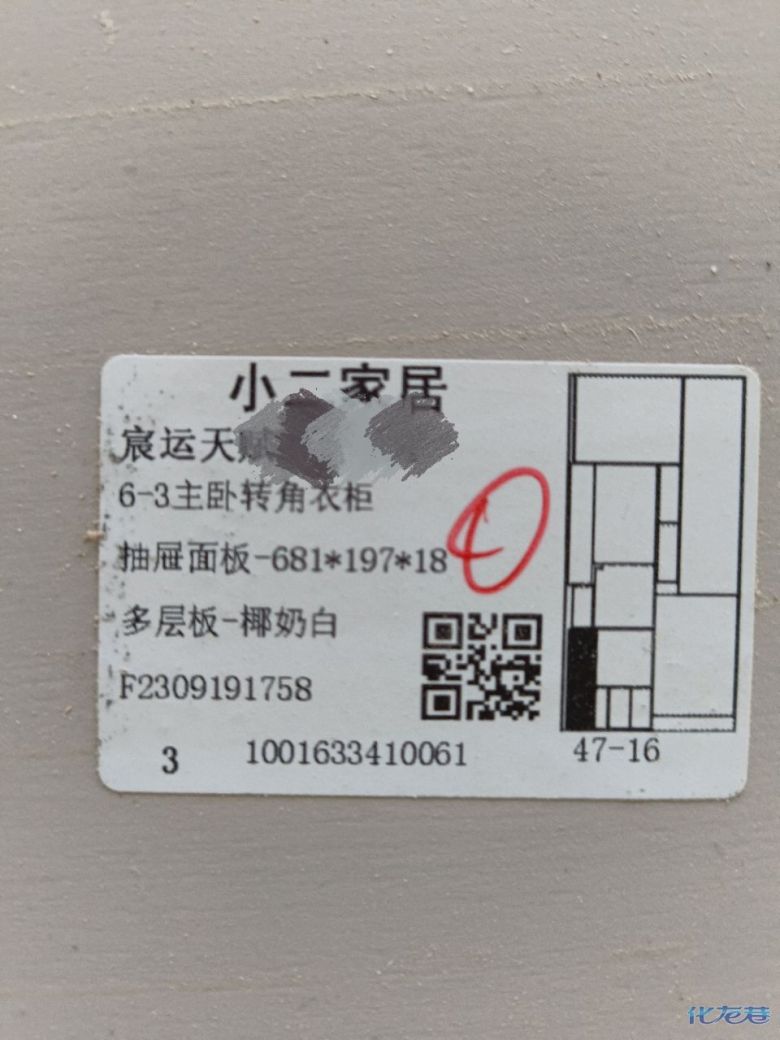 小二家居
宸运天赋
6-3主卧转角衣柜
抽屉面板-681*197*18
多层板-椰奶白
F2309191758
3
1001633410061
47-16
化龙巷